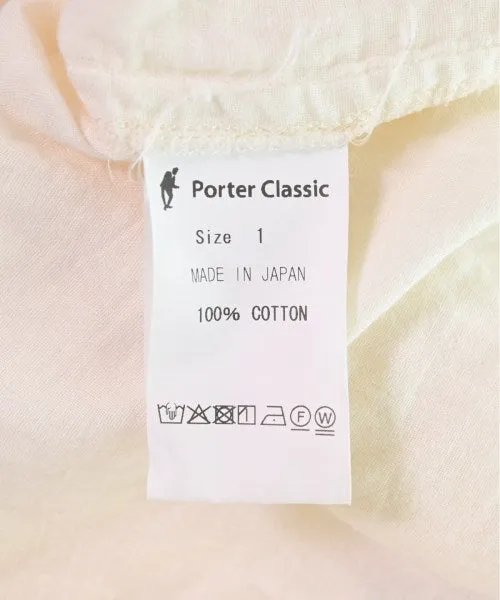 Porter Classic
Size 1
MADE IN JAPAN
100% COTTON
F W